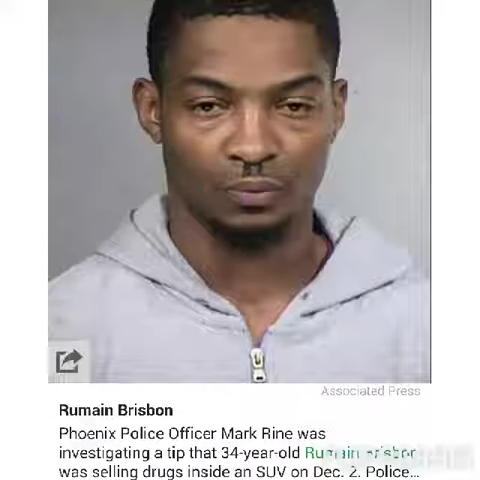 Associated Press
Rumain Brisbon
Phoenix Police Officer Mark Rine was
investigating a tip that 34-year-old Rumain Brisbon
was selling drugs inside an SUV on Dec. 2. Police...